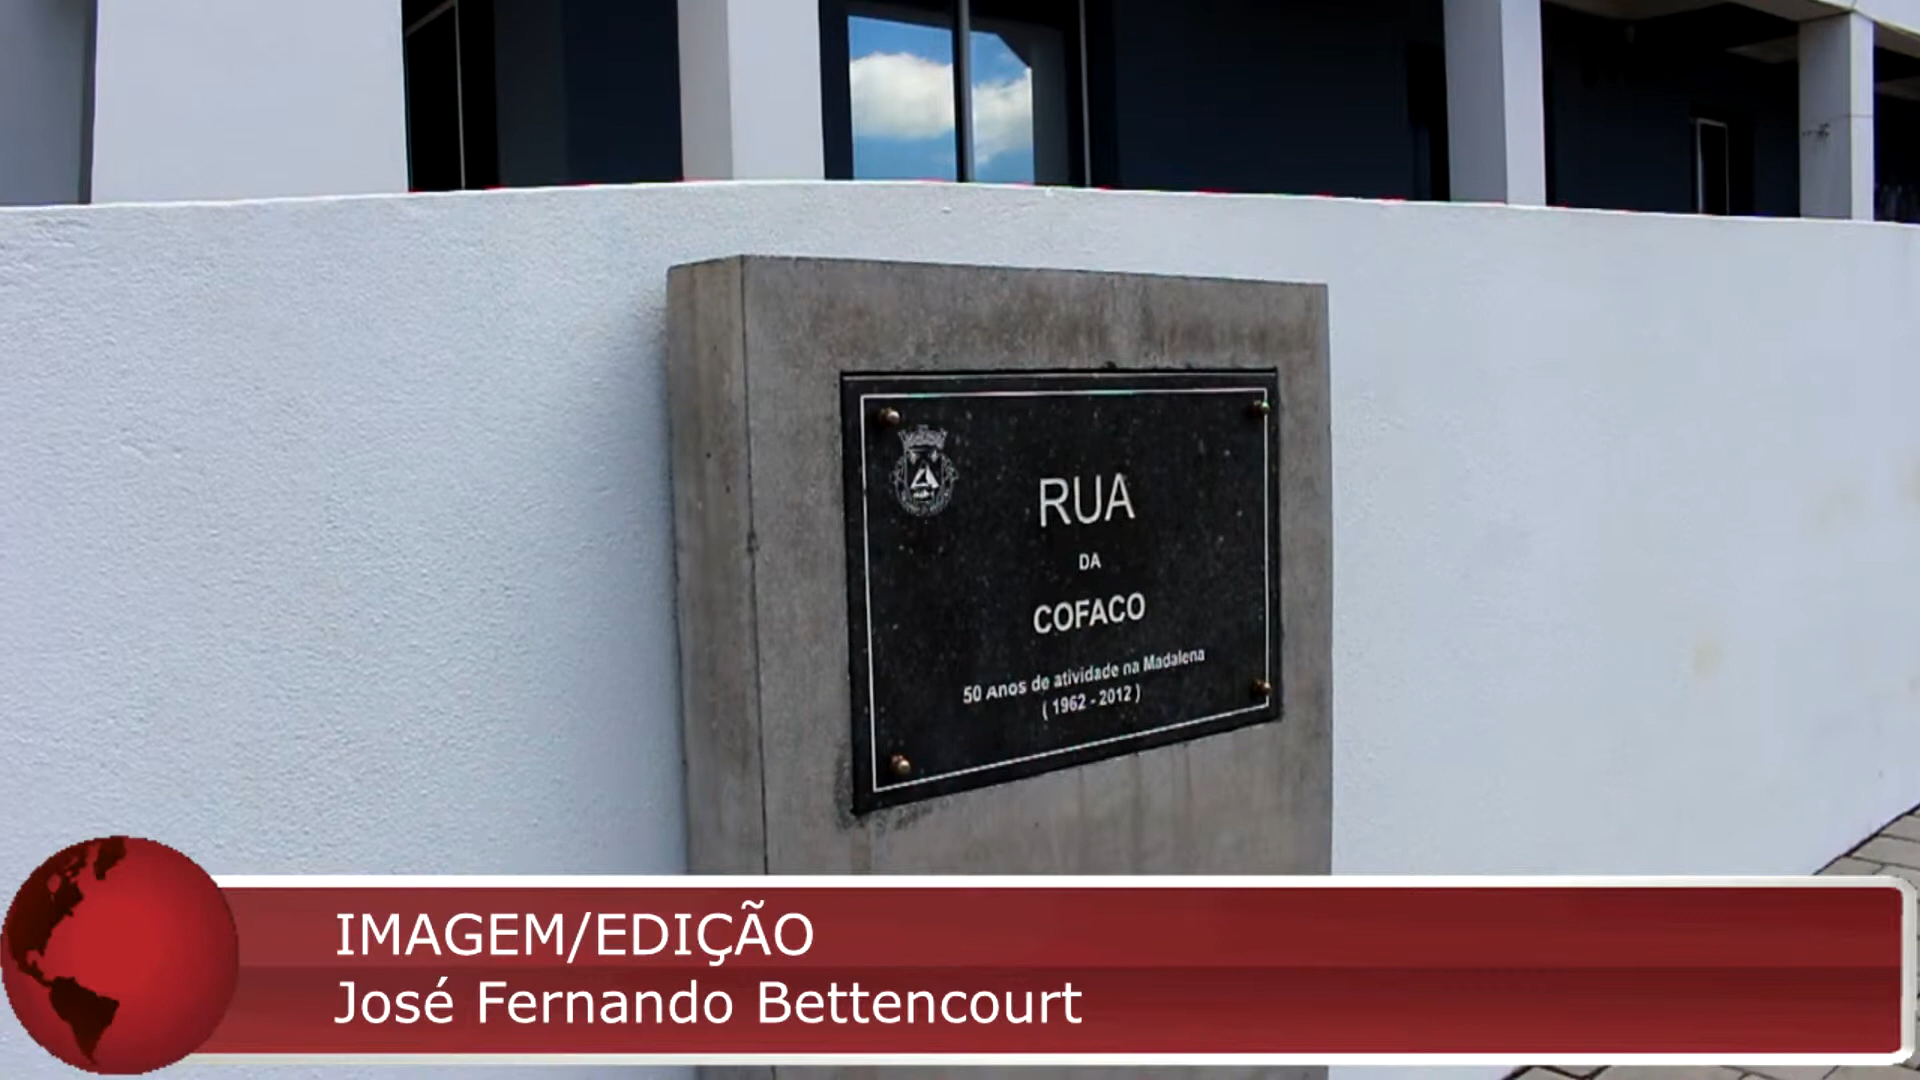 RUA
DA
COFACO
50 Anos de atividade na Madalena
( 1962 - 2012 )
IMAGEM/EDIÇÃO
José Fernando Bettencourt